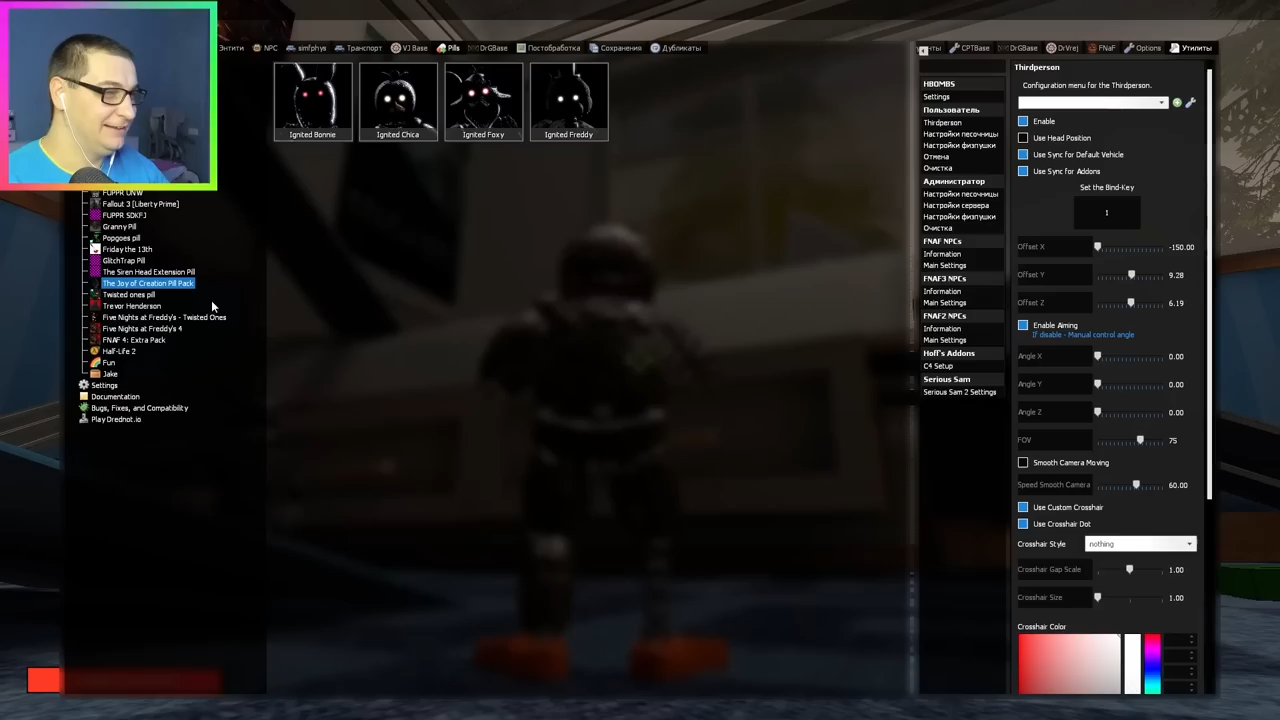 Энтити NPC simfphys Транспорт VJ Base Pills DrGBase Постобработка Сохранения Дубликаты
Ignited Bonnie Ignited Chica Ignited Foxy Ignited Freddy
FUPPR UNW
Fallout 3 [Liberty Prime]
FUPPR SDKFJ
Granny Pill
Popgoes pill
Friday the 13th
GlitchTrap Pill
The Siren Head Extension Pill
The Joy of Creation Pill Pack
Twisted ones pill
Trevor Henderson
Five Nights at Freddy's - Twisted Ones
Five Nights at Freddy's 4
FNAF 4: Extra Pack
Half-Life 2
Fun
Jake
Settings
Documentation
Bugs, Fixes, and Compatibility
Play Drednot.io
CPTBase DrGBase DrVrej FNaF Options Утилиты
HBOMBS
Settings
Пользователь
Thirdperson
Настройки песочницы
Настройки физпушки
Отмена
Очистка
Администратор
Настройки песочницы
Настройки сервера
Настройки физпушки
Очистка
FNAF NPCs
Information
Main Settings
FNAF3 NPCs
Information
Main Settings
FNAF2 NPCs
Information
Main Settings
Hoff's Addons
C4 Setup
Serious Sam
Serious Sam 2 Settings
Thirdperson
Configuration menu for the Thirdperson.
Enable
Use Head Position
Use Sync for Default Vehicle
Use Sync for Addons
Set the Bind-Key
I
Offset X -150.00
Offset Y 9.28
Offset Z 6.19
Enable Aiming
If disable - Manual control angle
Angle X 0.00
Angle Y 0.00
Angle Z 0.00
FOV 75
Smooth Camera Moving
Speed Smooth Camera 60.00
Use Custom Crosshair
Use Crosshair Dot
Crosshair Style nothing
Crosshair Gap Scale 1.00
Crosshair Size 1.00
Crosshair Color